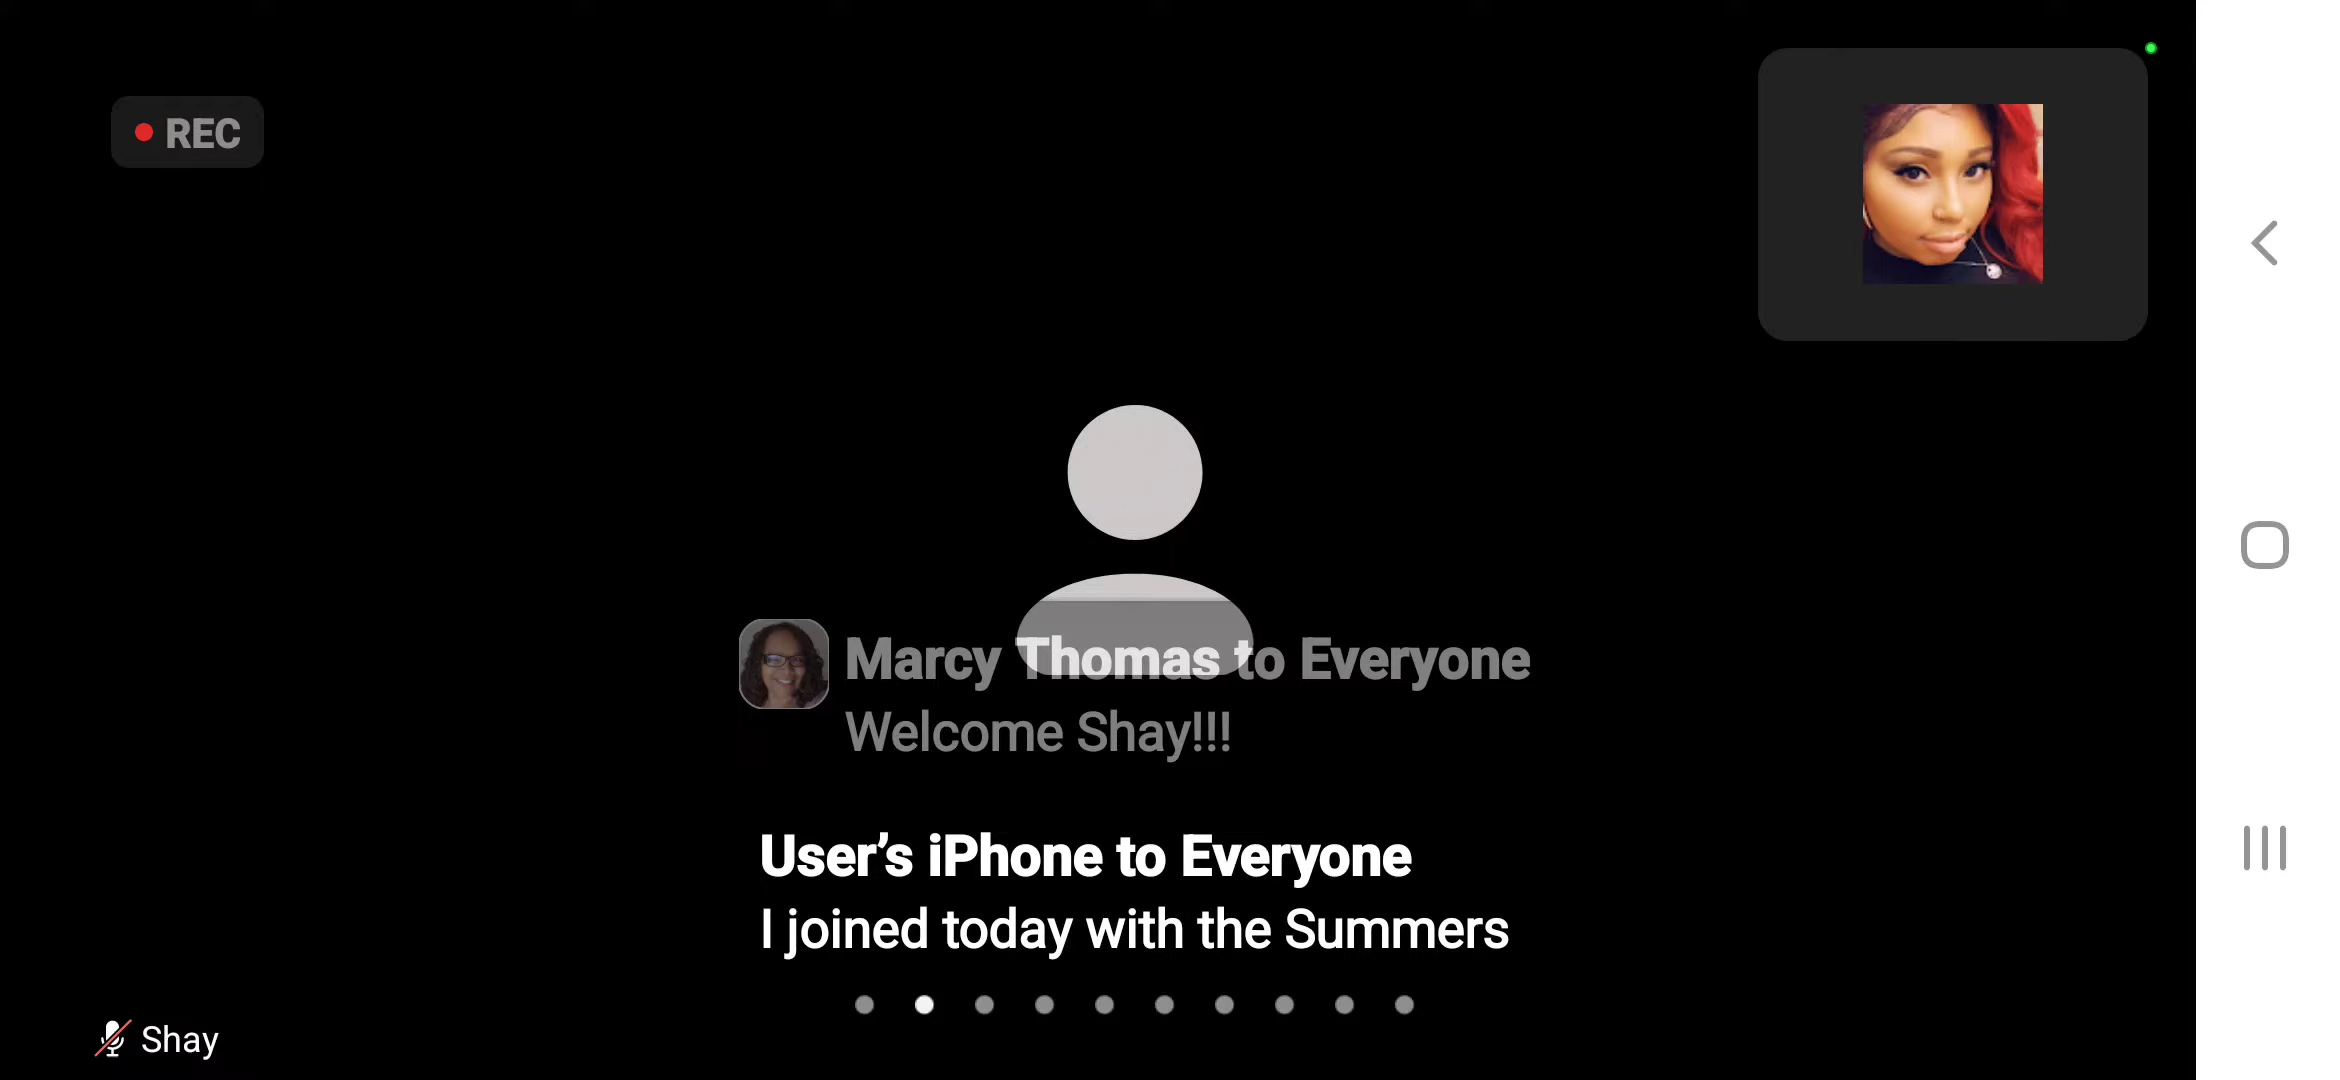 REC
Marcy Thomas to Everyone
Welcome Shay!!!
User’s iPhone to Everyone
I joined today with the Summers
Shay